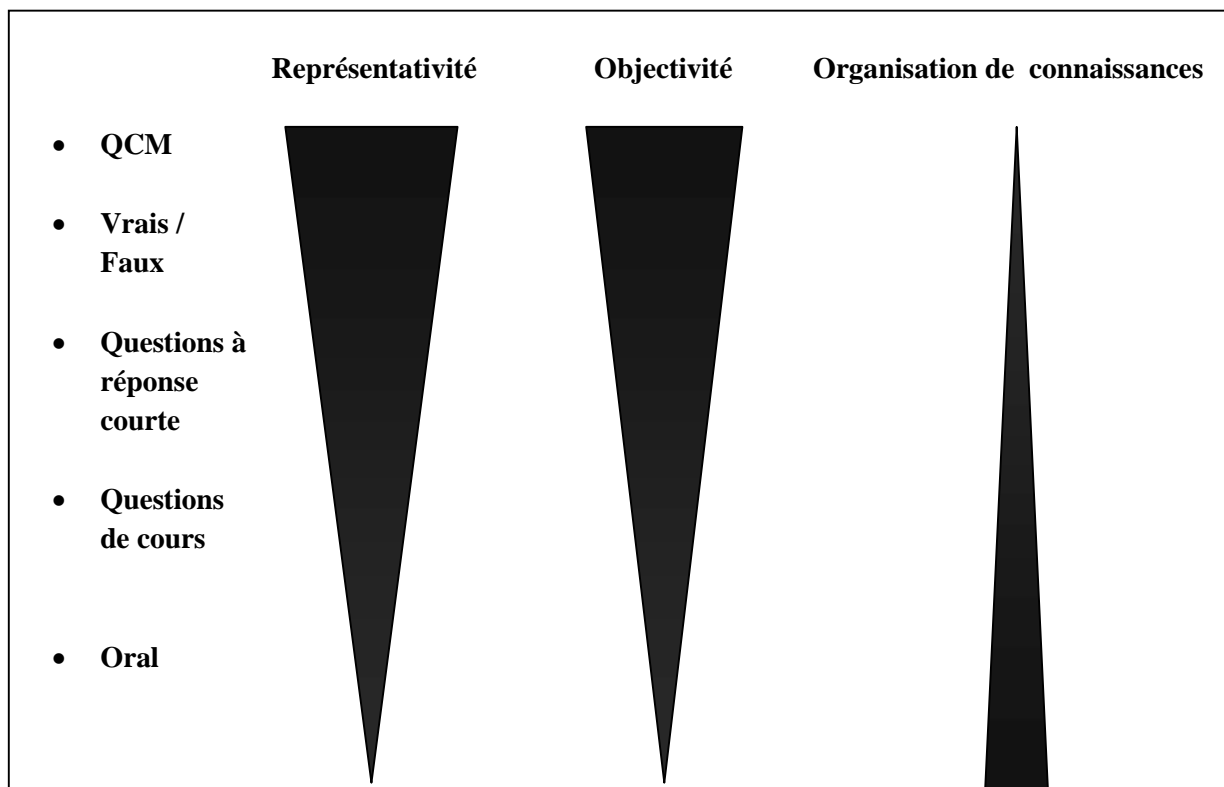 Représentativité Objectivité Organisation de connaissances
• QCM
• Vrais /
Faux
• Questions à
réponse
courte
• Questions
de cours
• Oral